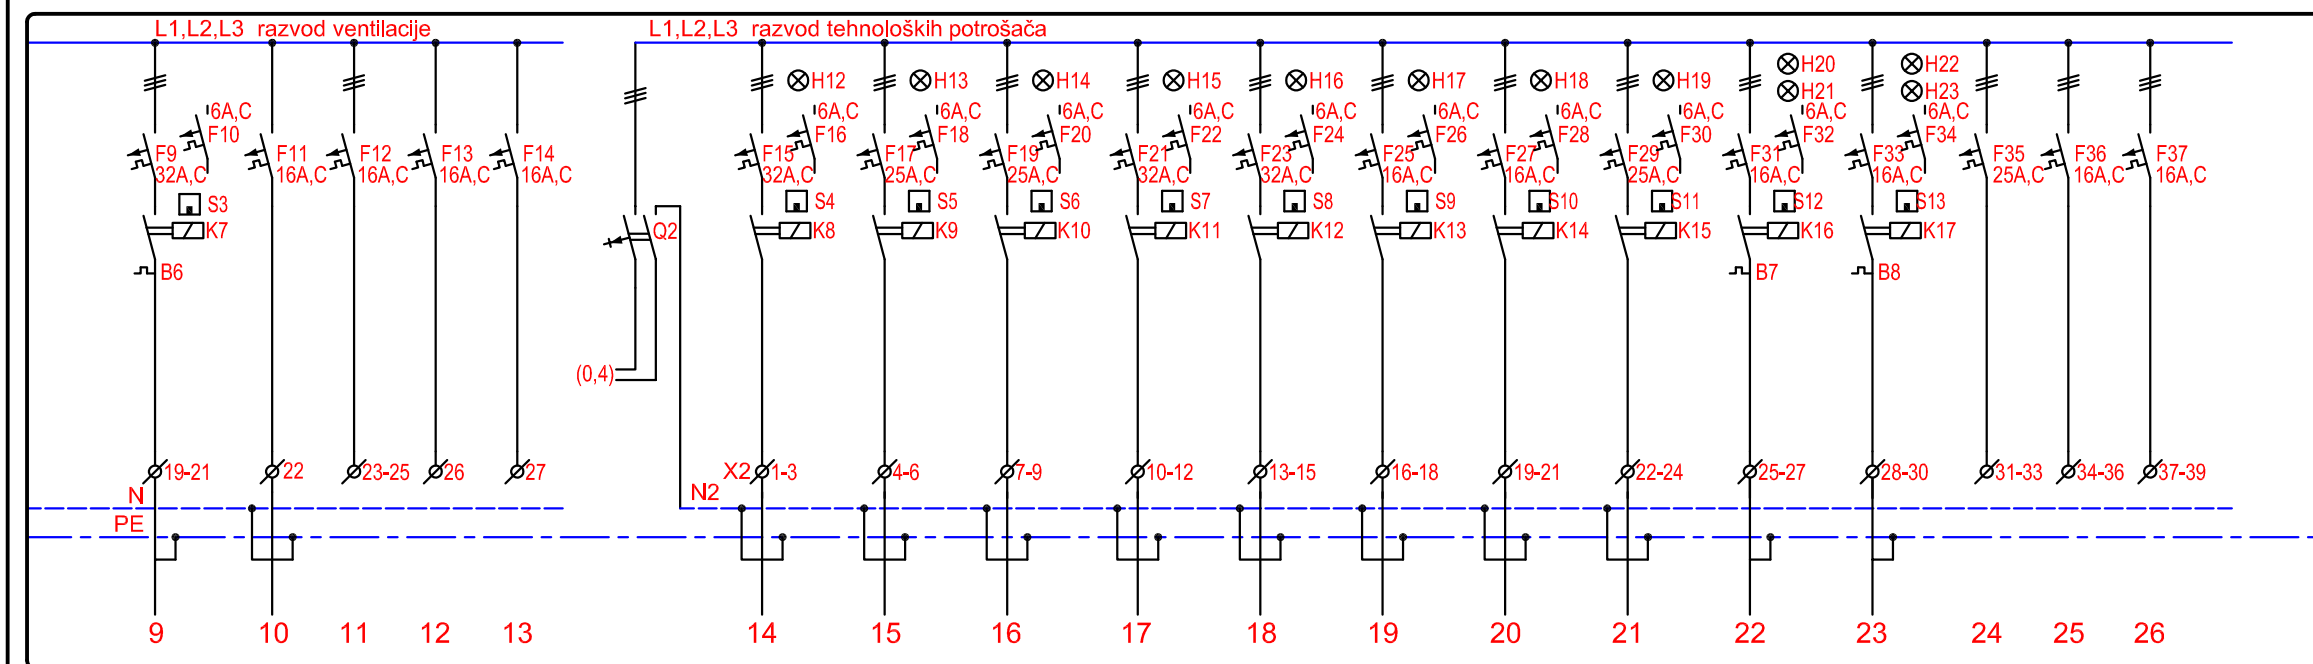 L1,L2,L3 razvod ventilacije
L1,L2,L3 razvod tehnoloških potrošača
H12 H13 H14 H15 H16 H17 H18 H19 H20 H22
H21 H23
6A,C 6A,C 6A,C 6A,C 6A,C 6A,C 6A,C 6A,C 6A,C 6A,C 6A,C
F10 F16 F18 F20 F22 F24 F26 F28 F30 F32 F34
F9 F11 F12 F13 F14 F15 F17 F19 F21 F23 F25 F27 F29 F31 F33 F35 F36 F37
32A,C 16A,C 16A,C 16A,C 16A,C 32A,C 25A,C 25A,C 32A,C 32A,C 16A,C 16A,C 25A,C 16A,C 16A,C 25A,C 16A,C 16A,C
S3 S4 S5 S6 S7 S8 S9 S10 S11 S12 S13
K7 Q2 K8 K9 K10 K11 K12 K13 K14 K15 K16 K17
B6 B7 B8
(0,4)
19-21 22 23-25 26 27 X2 1-3 4-6 7-9 10-12 13-15 16-18 19-21 22-24 25-27 28-30 31-33 34-36 37-39
N N2
PE
9 10 11 12 13 14 15 16 17 18 19 20 21 22 23 24 25 26